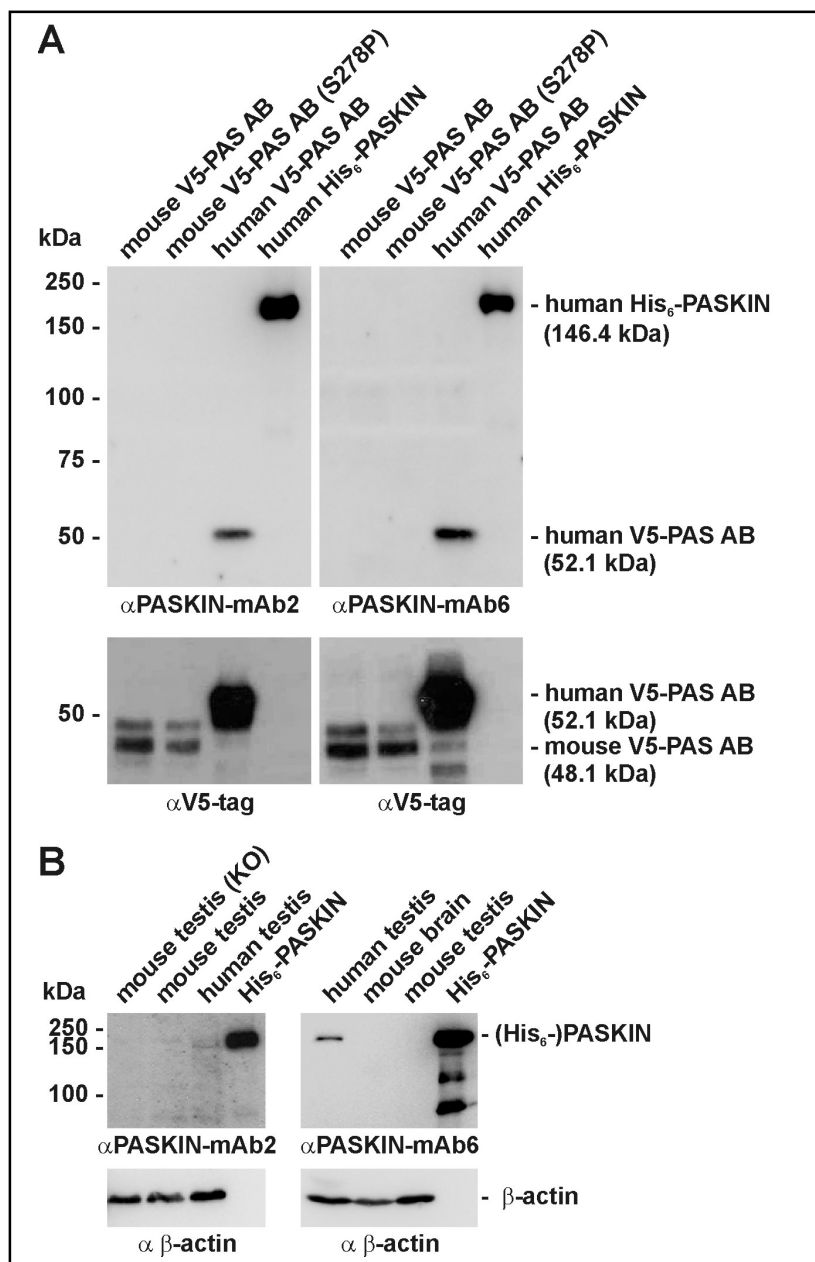 A
mouse V5-PAS AB
mouse V5-PAS AB (S278P)
human V5-PAS AB
human His₆-PASKIN
mouse V5-PAS AB
mouse V5-PAS AB (S278P)
human V5-PAS AB
human His₆-PASKIN
kDa
250 -
150 -
100 -
75 -
50 -
- human His₆-PASKIN
(146.4 kDa)
- human V5-PAS AB
(52.1 kDa)
αPASKIN-mAb2
αPASKIN-mAb6
50 -
- human V5-PAS AB
(52.1 kDa)
- mouse V5-PAS AB
(48.1 kDa)
αV5-tag
αV5-tag
B
mouse testis (KO)
mouse testis
human testis
His₆-PASKIN
human testis
mouse brain
mouse testis
His₆-PASKIN
kDa
250 -
150 -
100 -
- (His₆-)PASKIN
αPASKIN-mAb2
αPASKIN-mAb6
- β-actin
α β-actin
α β-actin